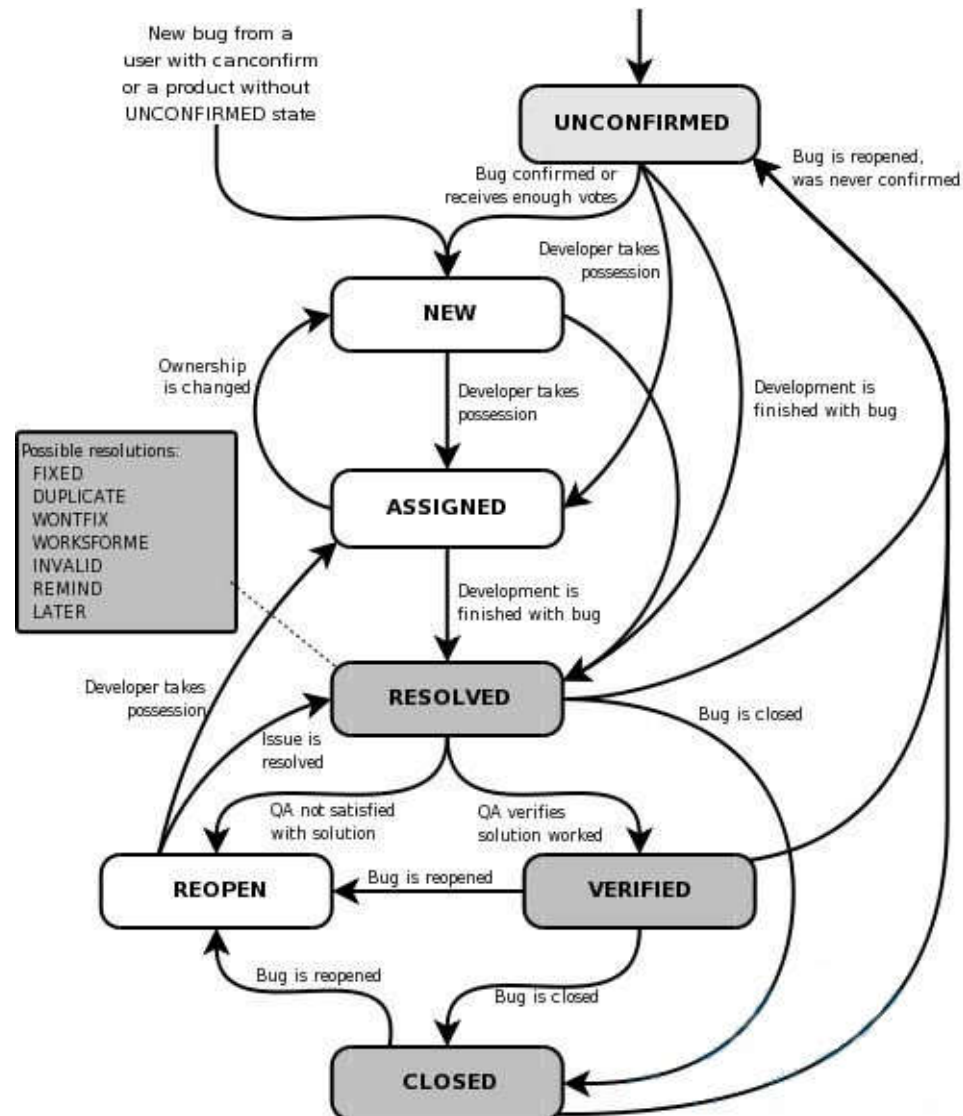 New bug from a
user with canconfirm
or a product without
UNCONFIRMED state
UNCONFIRMED
Bug is reopened,
was never confirmed
Bug confirmed or
receives enough votes
Developer takes
possession
NEW
Ownership
is changed
Developer takes
possession
Development is
finished with bug
Possible resolutions:
FIXED
DUPLICATE
WONTFIX
WORKSFORME
INVALID
REMIND
LATER
ASSIGNED
Development is
finished with bug
RESOLVED
Developer takes
possession
Bug is closed
Issue is
resolved
QA not satisfied
with solution
QA verifies
solution worked
REOPEN
Bug is reopened
VERIFIED
Bug is reopened
Bug is closed
CLOSED